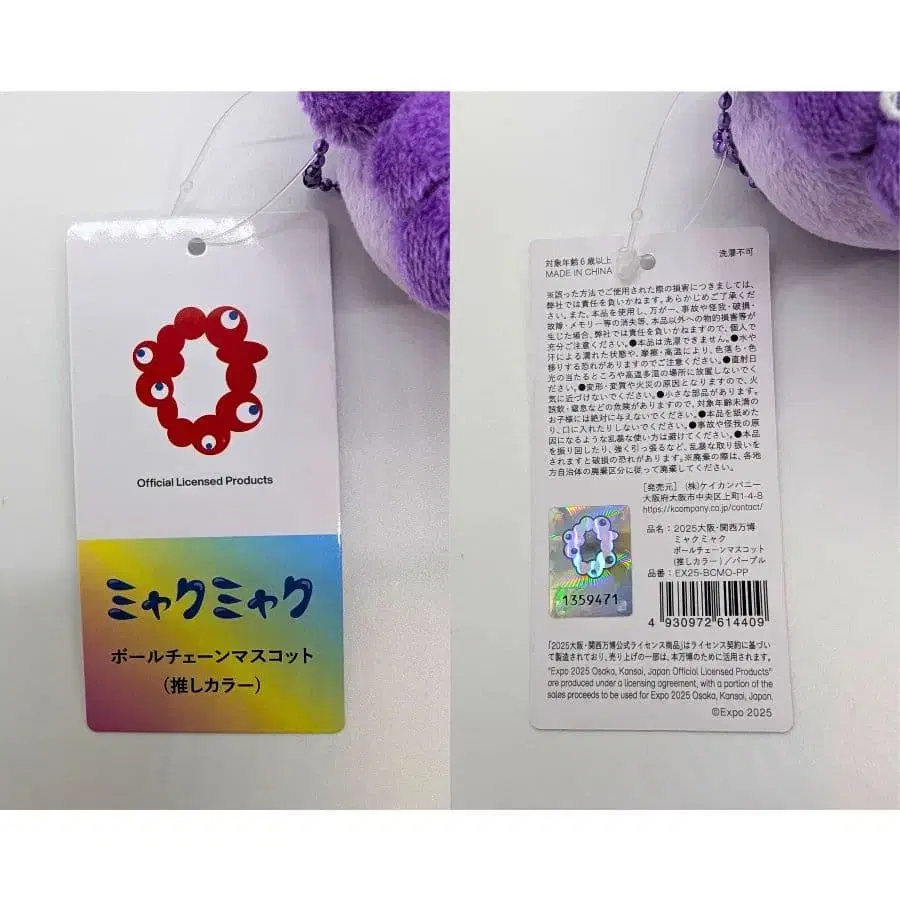 Official Licensed Products
ミャクミャク
ボールチェーンマスコット
(推しカラー)
対象年齢6歳以上
洗濯不可
MADE IN CHINA
※誤った方法でご使用された際の損害につきましては、
弊社では責任を負いかねます。あらかじめご了承くだ
さい。また、本品を使用し、万が一、事故や怪我・破損・
故障・メモリー等の消失等、本品以外への物的損害等が
生じた場合、弊社では責任を負いかねますので、個人で
充分ご注意ください。●本品は洗濯できません。●水や
汗による濡れた状態や、摩擦・高温により、色落ち・色
移りする恐れがありますのでご注意ください。●直射日
光の当たるところや高温多湿の場所に放置しないでく
ださい。●変形・変質や火災の原因となりますので、火
気に近づけないでください。●小さな部品があります。
誤飲・窒息などの危険がありますので、対象年齢未満の
お子様には絶対に与えないでください。●本品を舐めた
り、口に入れたりしないでください。●事故や怪我の原
因になるような乱暴な使い方は避けてください。●本品
を振り回したり、強く引っ張るなど、乱暴な取り扱いを
されますと破損の恐れがあります。※廃棄の際は、各地
方自治体の廃棄区分に従って廃棄してください。
[発売元] (株)ケイカンパニー
大阪府大阪市中央区上町1-4-8
https://kcompany.co.jp/contact/
品名:2025大阪・関西万博
ミャクミャク
ボールチェーンマスコット
(推しカラー)/パープル
品番:EX25-BCMO-PP
1359471
4 930972 614409
「2025大阪・関西万博公式ライセンス商品」はライセンス契約に基づい
て製造されており、売り上げの一部は、本万博のために活用されます。
"Expo 2025 Osaka, Kansai, Japan Official Licensed Products"
are produced under a licensing agreement, with a portion of the
sales proceeds to be used for Expo 2025 Osaka, Kansai, Japan.
©Expo 2025